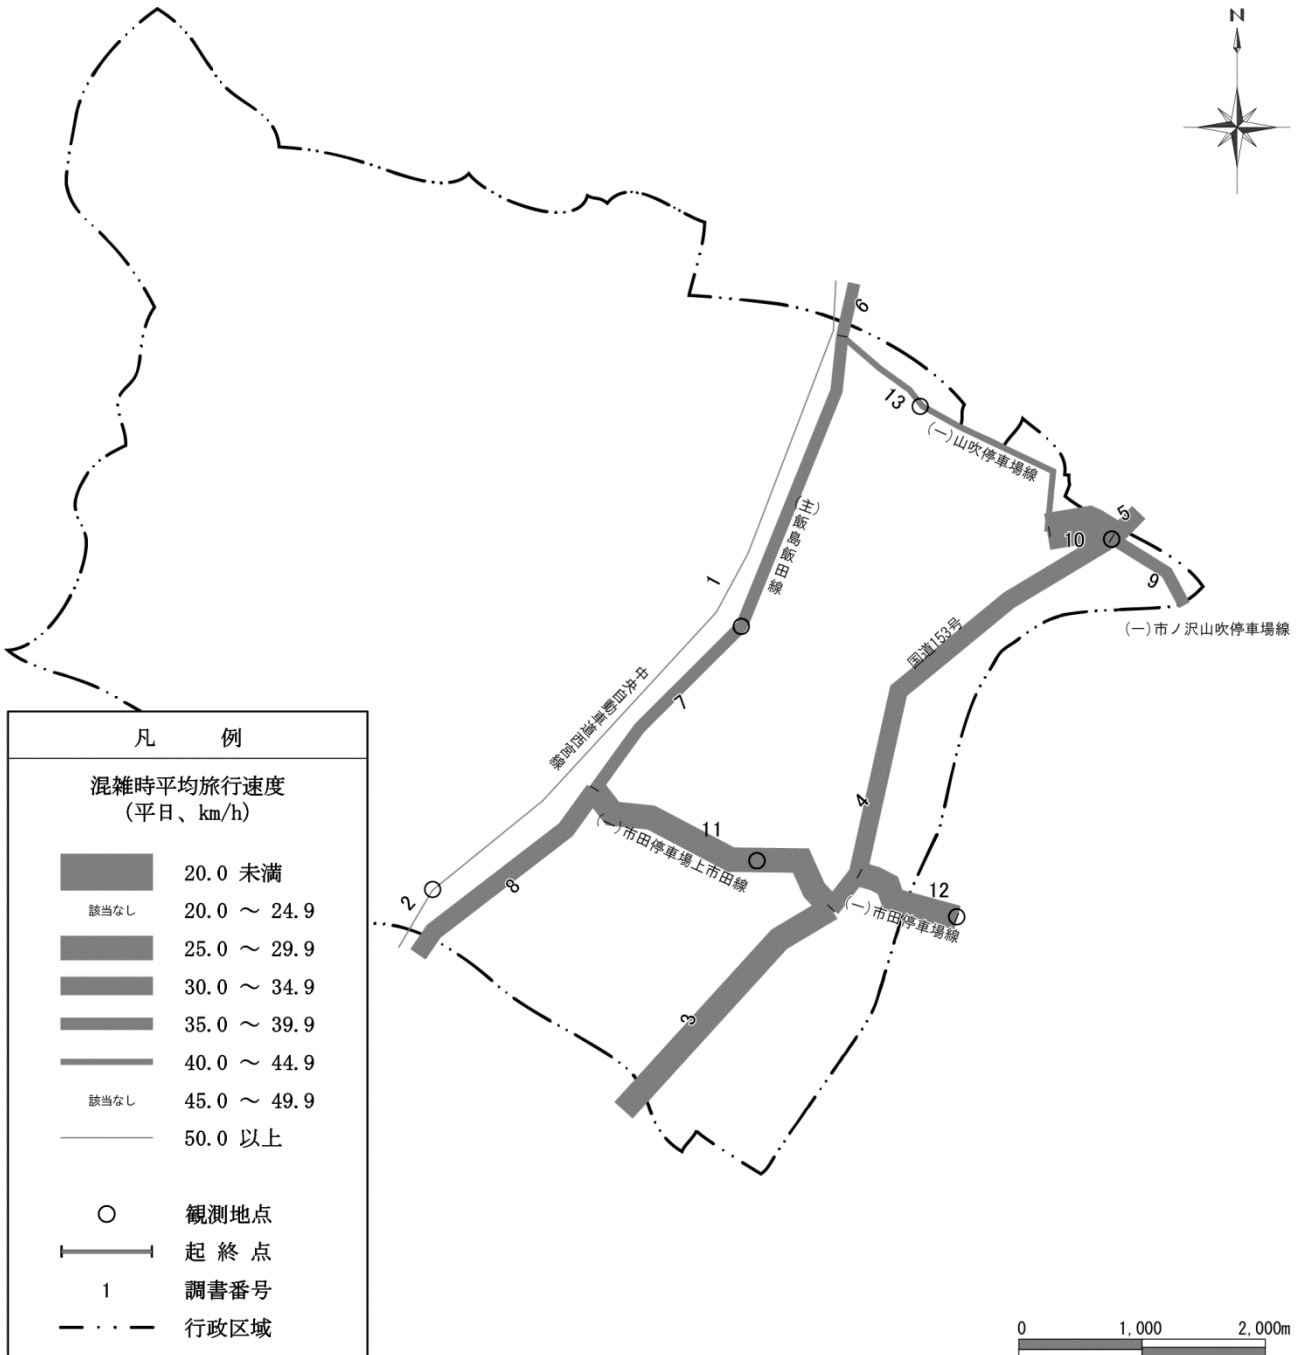 N
6
13
(一)山吹停車場線
5
10
9
(一)市ノ沢山吹停車場線
(主)飯島飯田線
1
国道153号
中央自動車道西宮線
7
4
11
(一)市田停車場上市田線
12
(一)市田停車場線
8
2
3
凡 例
混雑時平均旅行速度
(平日、km/h)
20.0 未満
該当なし 20.0 ～ 24.9
25.0 ～ 29.9
30.0 ～ 34.9
35.0 ～ 39.9
40.0 ～ 44.9
該当なし 45.0 ～ 49.9
50.0 以上
観測地点
起 終 点
1 調書番号
行政区域
0 1,000 2,000m